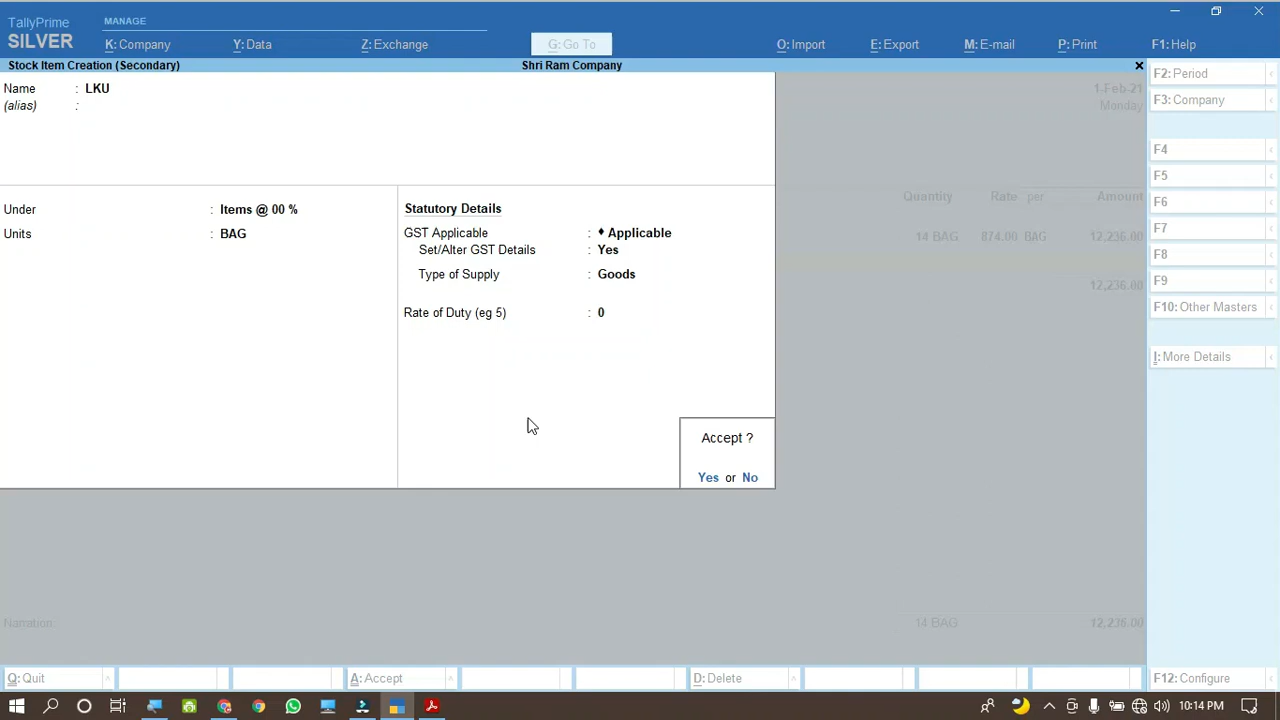 TallyPrime
MANAGE
SILVER
K: Company
Y: Data
Z: Exchange
G: Go To
O: Import
E: Export
M: E-mail
P: Print
F1: Help
Stock Item Creation (Secondary)
Shri Ram Company
×
Name : LKU
(alias) :
1-Feb-21
Monday
F2: Period
F3: Company
F4
F5
F6
F7
F8
F9
F10: Other Masters
I: More Details
Under : Items @ 00 %
Units : BAG
Statutory Details
GST Applicable : ♦ Applicable
Set/Alter GST Details : Yes
Type of Supply : Goods
Rate of Duty (eg 5) : 0
Quantity Rate per Amount
14 BAG 874.00 BAG 12,236.00
12,236.00
Accept ?
Yes or No
Narration:
14 BAG 12,236.00
Q: Quit
A: Accept
D: Delete
F12: Configure
10:14 PM